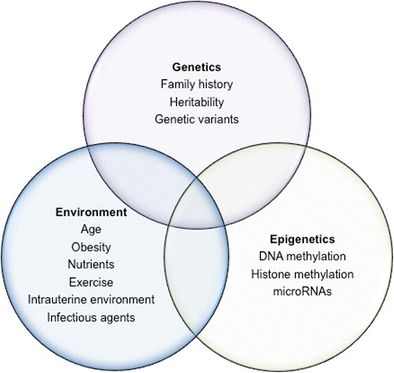 Genetics
Family history
Heritability
Genetic variants
Environment
Age
Obesity
Nutrients
Exercise
Intrauterine environment
Infectious agents
Epigenetics
DNA methylation
Histone methylation
microRNAs